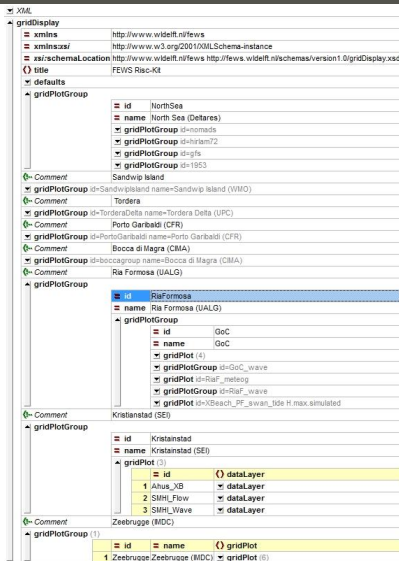 XML
gridDisplay
= xmlns http://www.wldelft.nl/fews
= xmlns:xsi http://www.w3.org/2001/XMLSchema-instance
= xsi:schemaLocation http://www.wldelft.nl/fews http://fews.wldelft.nl/schemas/version1.0/gridDisplay.xsd
() title FEWS Risc-Kit
defaults
gridPlotGroup
= id NorthSea
= name North Sea (Deltares)
gridPlotGroup id=nomads
gridPlotGroup id=hirlam72
gridPlotGroup id=gfs
gridPlotGroup id=1953
Comment Sandwip Island
gridPlotGroup id=SandwipIsland name=Sandwip Island (WMO)
Comment Tordera
gridPlotGroup id=TorderaDelta name=Tordera Delta (UPC)
Comment Porto Garibaldi (CFR)
gridPlotGroup id=PortoGaribaldi name=Porto Garibaldi (CFR)
Comment Bocca di Magra (CIMA)
gridPlotGroup id=boccagroup name=Bocca di Magra (CIMA)
Comment Ria Formosa (UALG)
gridPlotGroup
= id RiaFormosa
= name Ria Formosa (UALG)
gridPlotGroup
= id GoC
= name GoC
gridPlot (4)
gridPlotGroup id=GoC_wave
gridPlot id=RiaF_meteog
gridPlotGroup id=RiaF_wave
gridPlot id=XBeach_PF_swan_tide H.max.simulated
Comment Kristianstad (SEI)
gridPlotGroup
= id Kristainstad
= name Kristainstad (SEI)
gridPlot (3)
= id () dataLayer
1 Ahus_XB
2 SMHI_Flow
3 SMHI_Wave
Comment Zeebrugge (IMDC)
gridPlotGroup (1)
= id = name () gridPlot
1 Zeebrugge Zeebrugge (IMDC) gridPlot (6)